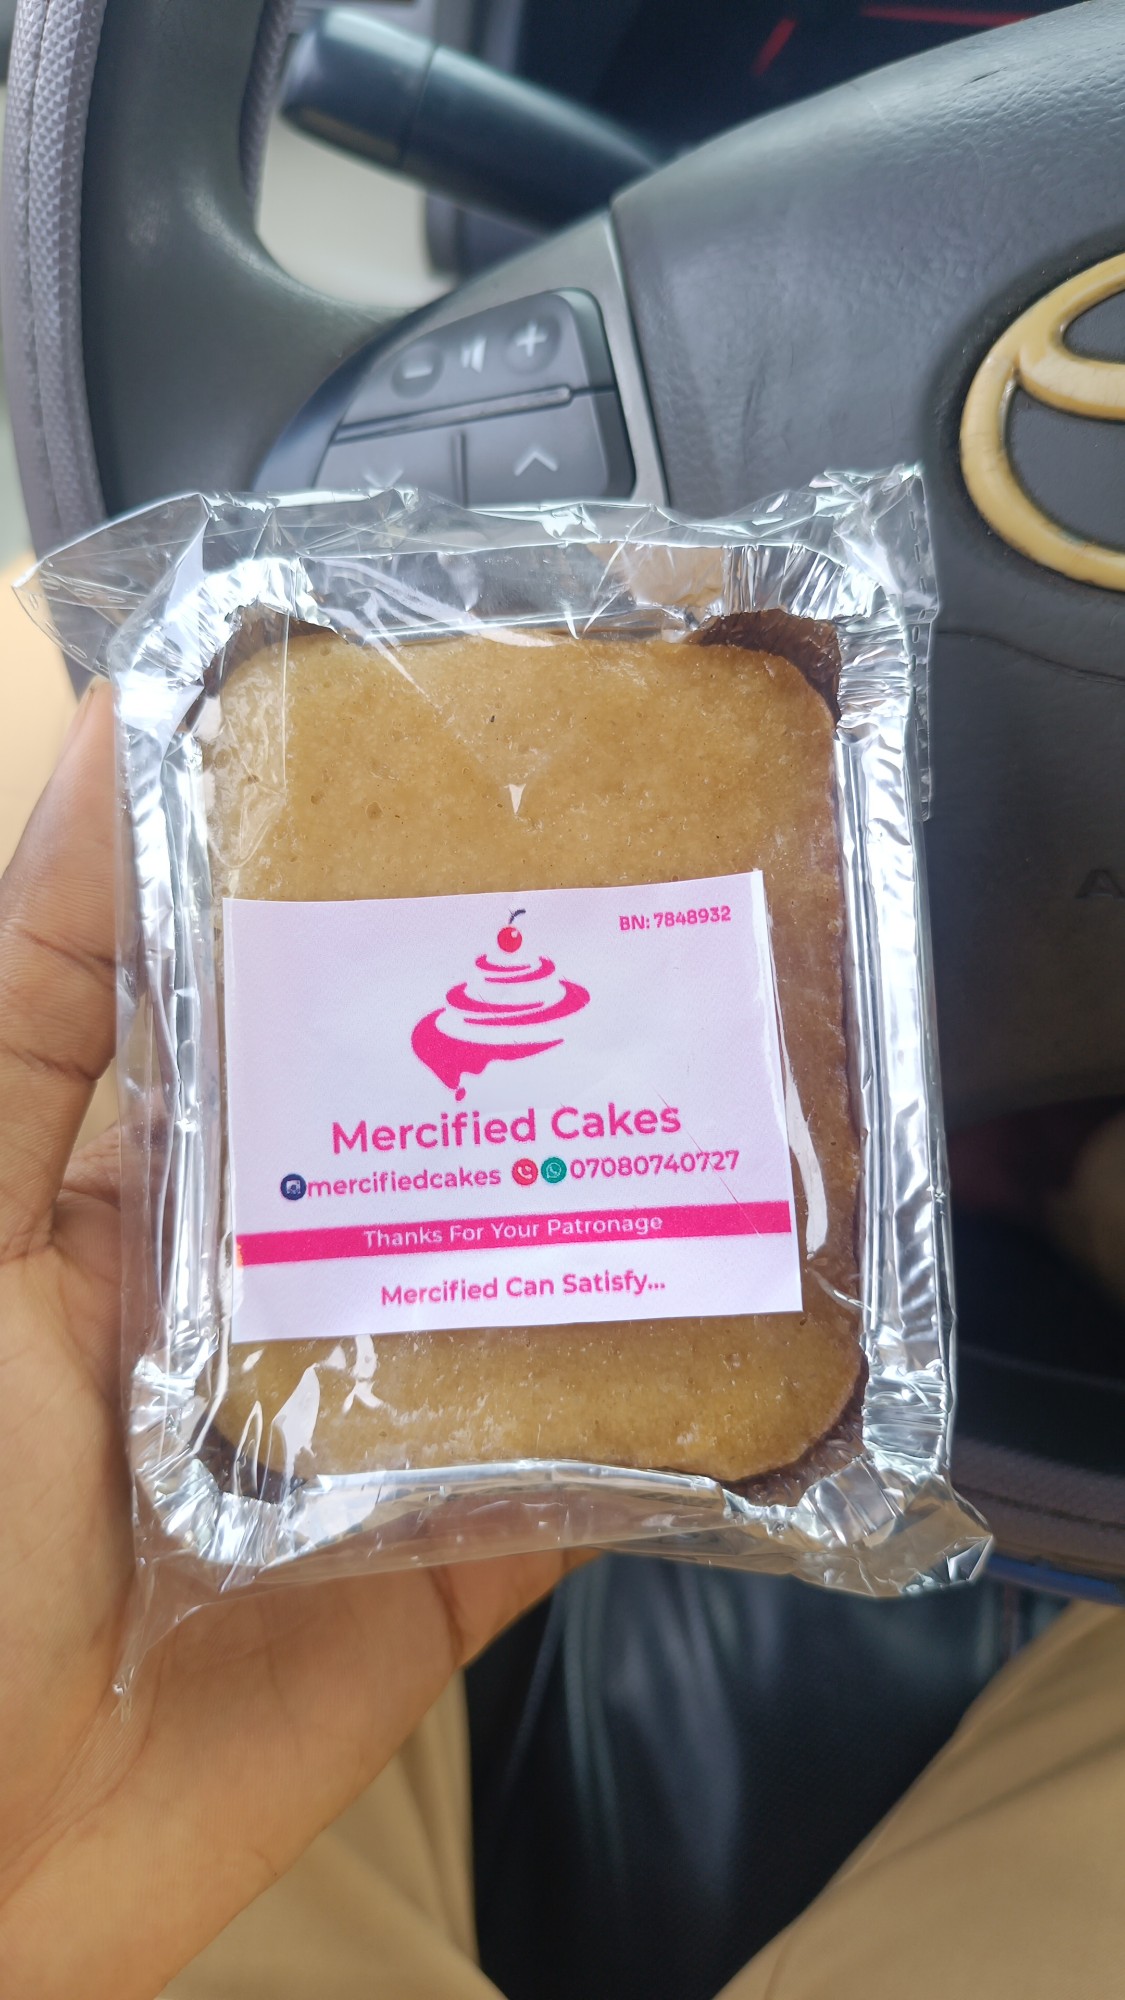 BN: 7848932
Mercified Cakes
mercifiedcakes 07080740727
Thanks For Your Patronage
Mercified Can Satisfy...